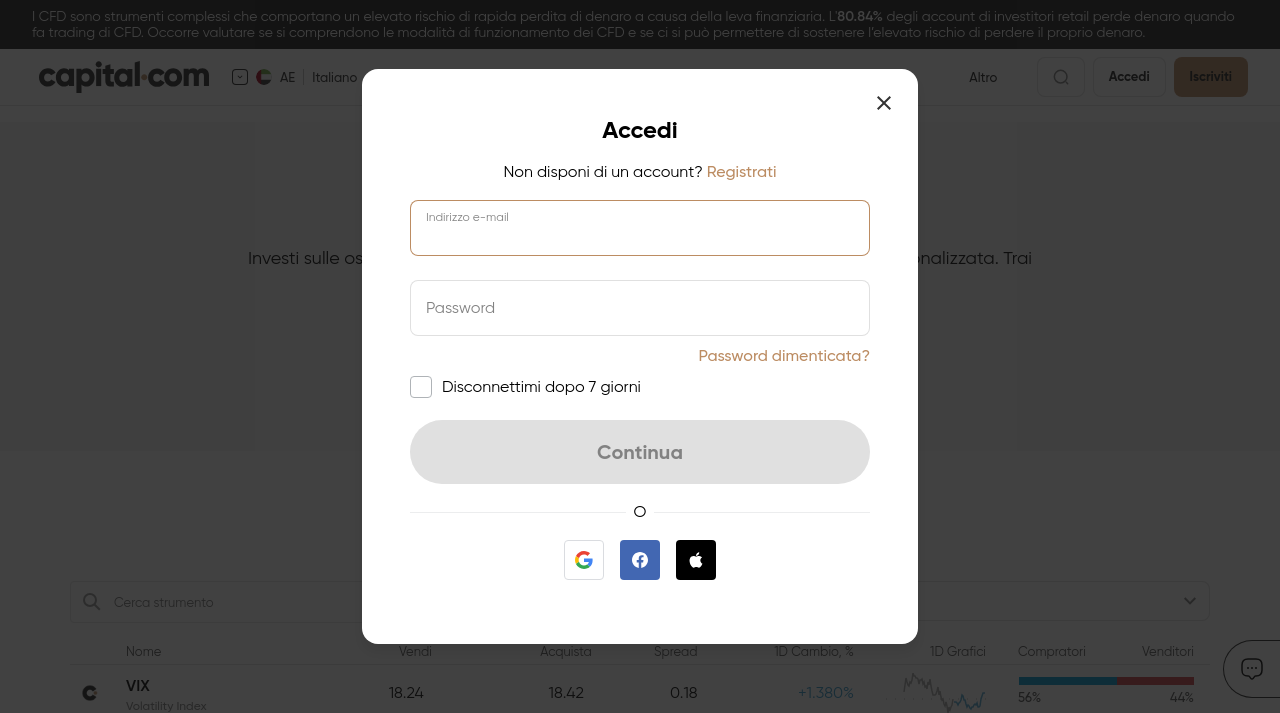 I CFD sono strumenti complessi che comportano un elevato rischio di rapida perdita di denaro a causa della leva finanziaria. L'80.84% degli account di investitori retail perde denaro quando
fa trading di CFD. Occorre valutare se si comprendono le modalità di funzionamento dei CFD e se ci si può permettere di sostenere l’elevato rischio di perdere il proprio denaro.
capital.com AE Italiano Altro Accedi Iscriviti
Accedi
Non disponi di un account? Registrati
Indirizzo e-mail
Investi sulle os onalizzata. Trai
Password
Password dimenticata?
Disconnettimi dopo 7 giorni
Continua
O
Cerca strumento
Nome Vendi Acquista Spread 1D Cambio, % 1D Grafici Compratori Venditori
VIX 18.24 18.42 0.18 +1.380%
56% 44%
Volatility Index